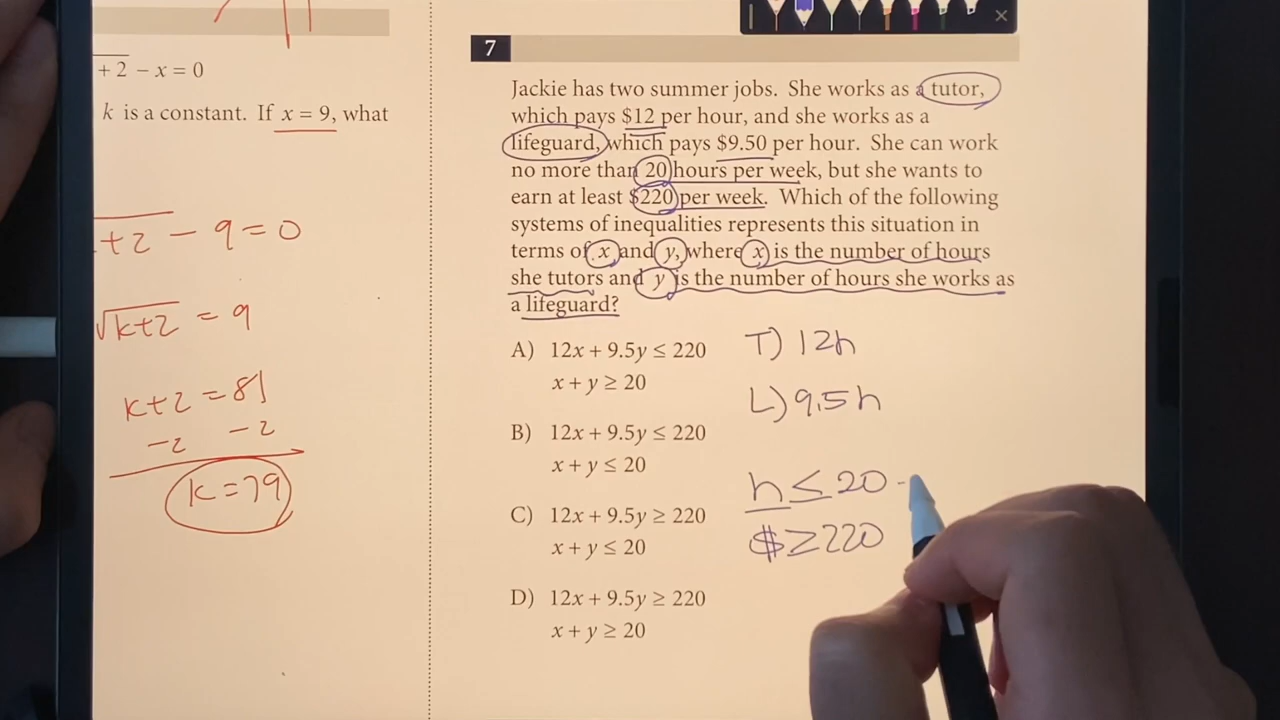 + 2 − x = 0
k is a constant. If x = 9, what
+2 − 9 = 0
√k+2 = 9
k+2 = 81
−2 −2
k = 79
7
Jackie has two summer jobs. She works as a tutor,
which pays $12 per hour, and she works as a
lifeguard, which pays $9.50 per hour. She can work
no more than 20 hours per week, but she wants to
earn at least $220 per week. Which of the following
systems of inequalities represents this situation in
terms of x and y, where x is the number of hours
she tutors and y is the number of hours she works as
a lifeguard?
A) 12x + 9.5y ≤ 220
x + y ≥ 20
B) 12x + 9.5y ≤ 220
x + y ≤ 20
C) 12x + 9.5y ≥ 220
x + y ≤ 20
D) 12x + 9.5y ≥ 220
x + y ≥ 20
T) 12h
L) 9.5h
h ≤ 20 -
$ ≥ 220